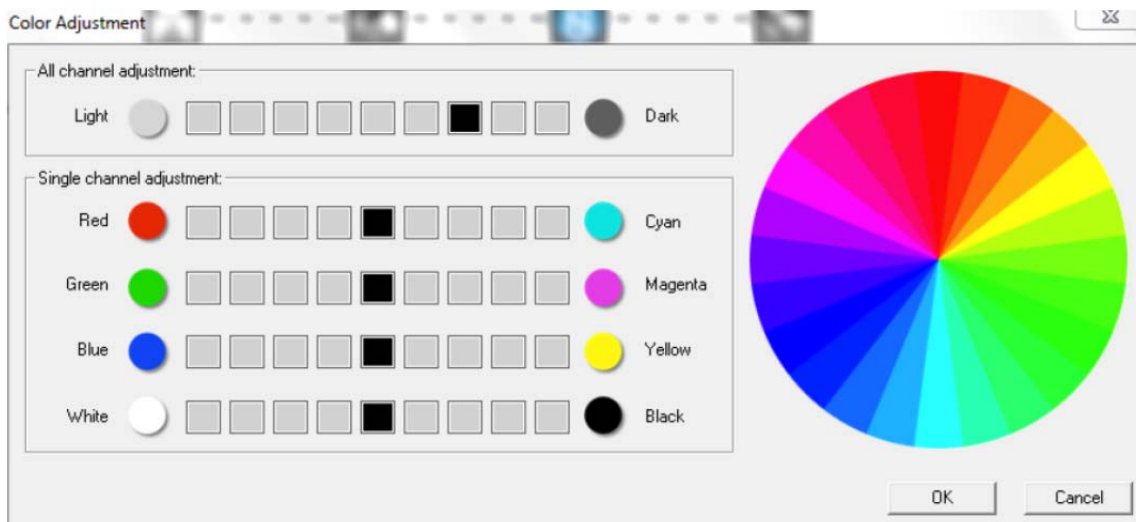 Color Adjustment
All channel adjustment:
Light Dark
Single channel adjustment:
Red Cyan
Green Magenta
Blue Yellow
White Black
OK Cancel